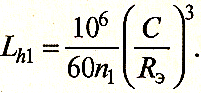 L_{h1} = \frac{10^6}{60n_1} \left( \frac{C}{R_э} \right)^3.